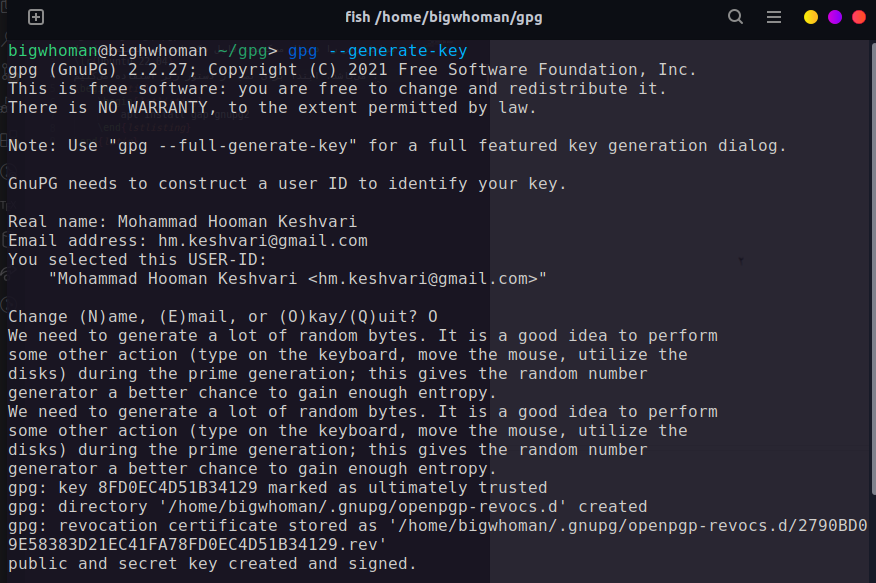 fish /home/bigwhoman/gpg
bigwhoman@bighwhoman ~/gpg> gpg --generate-key
gpg (GnuPG) 2.2.27; Copyright (C) 2021 Free Software Foundation, Inc.
This is free software: you are free to change and redistribute it.
There is NO WARRANTY, to the extent permitted by law.
Note: Use "gpg --full-generate-key" for a full featured key generation dialog.
GnuPG needs to construct a user ID to identify your key.
Real name: Mohammad Hooman Keshvari
Email address: hm.keshvari@gmail.com
You selected this USER-ID:
"Mohammad Hooman Keshvari <hm.keshvari@gmail.com>"
Change (N)ame, (E)mail, or (O)kay/(Q)uit? O
We need to generate a lot of random bytes. It is a good idea to perform
some other action (type on the keyboard, move the mouse, utilize the
disks) during the prime generation; this gives the random number
generator a better chance to gain enough entropy.
We need to generate a lot of random bytes. It is a good idea to perform
some other action (type on the keyboard, move the mouse, utilize the
disks) during the prime generation; this gives the random number
generator a better chance to gain enough entropy.
gpg: key 8FD0EC4D51B34129 marked as ultimately trusted
gpg: directory '/home/bigwhoman/.gnupg/openpgp-revocs.d' created
gpg: revocation certificate stored as '/home/bigwhoman/.gnupg/openpgp-revocs.d/2790BD0
9E58383D21EC41FA78FD0EC4D51B34129.rev'
public and secret key created and signed.